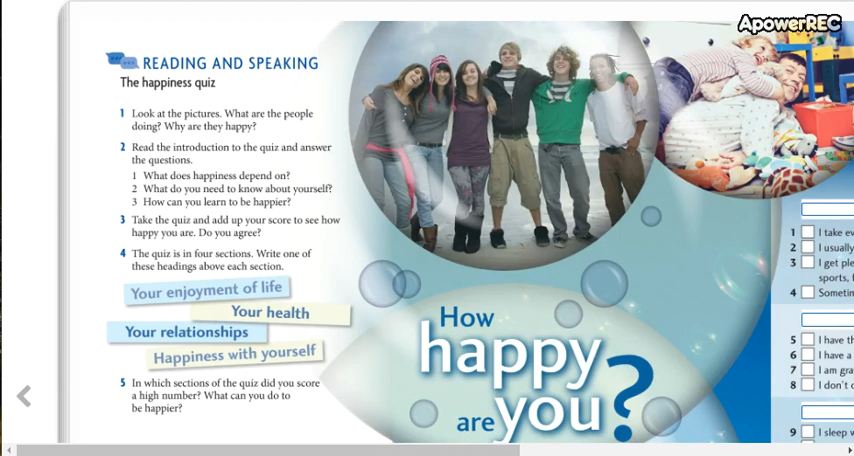 ApowerREC
READING AND SPEAKING
The happiness quiz
1 Look at the pictures. What are the people
doing? Why are they happy?
2 Read the introduction to the quiz and answer
the questions.
1 What does happiness depend on?
2 What do you need to know about yourself?
3 How can you learn to be happier?
3 Take the quiz and add up your score to see how
happy you are. Do you agree?
4 The quiz is in four sections. Write one of
these headings above each section.
Your enjoyment of life
Your health
Your relationships
Happiness with yourself
5 In which sections of the quiz did you score
a high number? What can you do to
be happier?
How
happy
are you?
1 I take
2 I usually
3 I get
sports,
4
5 I have
6 I have a
7 I am
8 I don't
9 I sleep